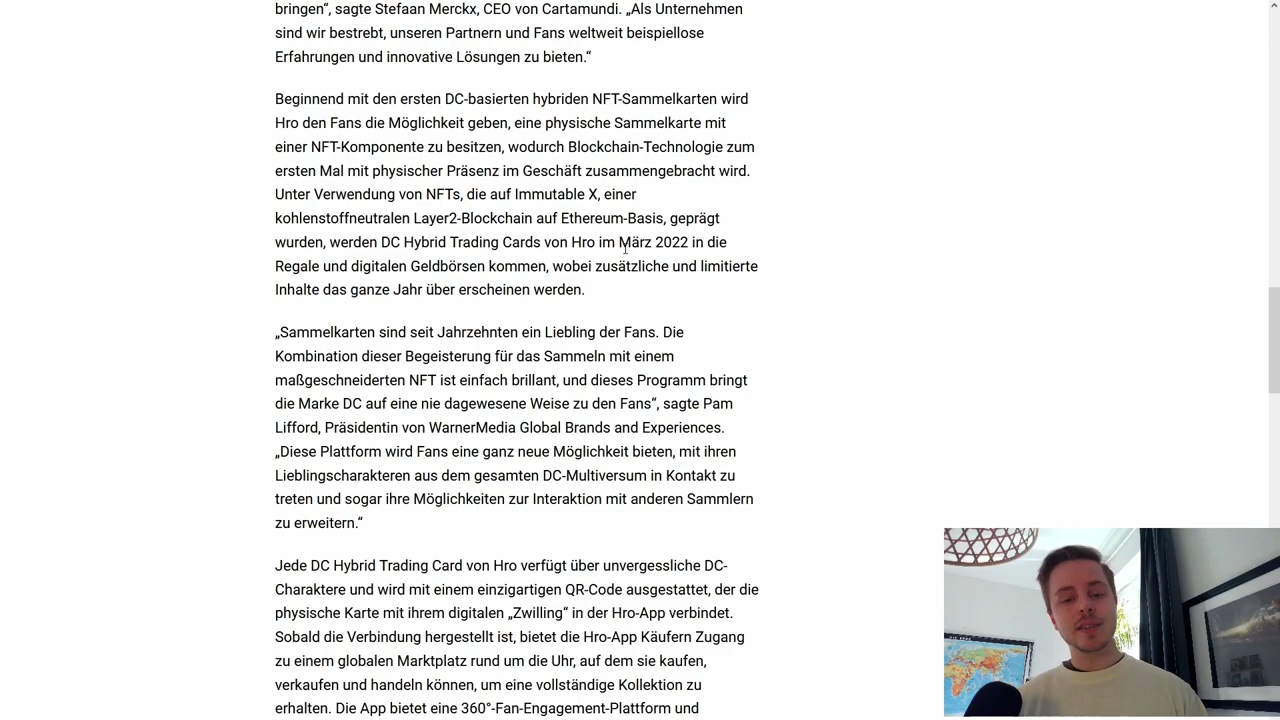 bringen“, sagte Stefaan Merckx, CEO von Cartamundi. „Als Unternehmen
sind wir bestrebt, unseren Partnern und Fans weltweit beispiellose
Erfahrungen und innovative Lösungen zu bieten.“
Beginnend mit den ersten DC-basierten hybriden NFT-Sammelkarten wird
Hro den Fans die Möglichkeit geben, eine physische Sammelkarte mit
einer NFT-Komponente zu besitzen, wodurch Blockchain-Technologie zum
ersten Mal mit physischer Präsenz im Geschäft zusammengebracht wird.
Unter Verwendung von NFTs, die auf Immutable X, einer
kohlenstoffneutralen Layer2-Blockchain auf Ethereum-Basis, geprägt
wurden, werden DC Hybrid Trading Cards von Hro im März 2022 in die
Regale und digitalen Geldbörsen kommen, wobei zusätzliche und limitierte
Inhalte das ganze Jahr über erscheinen werden.
„Sammelkarten sind seit Jahrzehnten ein Liebling der Fans. Die
Kombination dieser Begeisterung für das Sammeln mit einem
maßgeschneiderten NFT ist einfach brillant, und dieses Programm bringt
die Marke DC auf eine nie dagewesene Weise zu den Fans“, sagte Pam
Lifford, Präsidentin von WarnerMedia Global Brands and Experiences.
„Diese Plattform wird Fans eine ganz neue Möglichkeit bieten, mit ihren
Lieblingscharakteren aus dem gesamten DC-Multiversum in Kontakt zu
treten und sogar ihre Möglichkeiten zur Interaktion mit anderen Sammlern
zu erweitern.“
Jede DC Hybrid Trading Card von Hro verfügt über unvergessliche DC-
Charaktere und wird mit einem einzigartigen QR-Code ausgestattet, der die
physische Karte mit ihrem digitalen „Zwilling“ in der Hro-App verbindet.
Sobald die Verbindung hergestellt ist, bietet die Hro-App Käufern Zugang
zu einem globalen Marktplatz rund um die Uhr, auf dem sie kaufen,
verkaufen und handeln können, um eine vollständige Kollektion zu
erhalten. Die App bietet eine 360°-Fan-Engagement-Plattform und